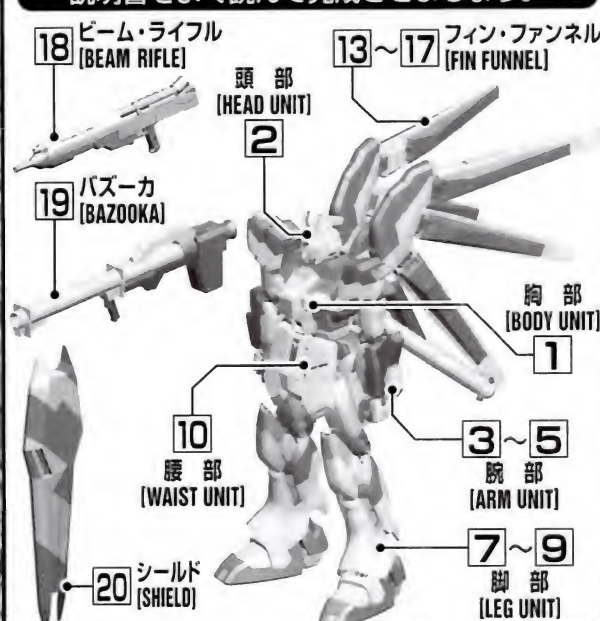 18 ビーム・ライフル
[BEAM RIFLE]
13～17 フィン・ファンネル
[FIN FUNNEL]
頭 部
[HEAD UNIT]
2
19 バズーカ
[BAZOOKA]
胸 部
[BODY UNIT]
1
10
腰 部
[WAIST UNIT]
3～5
腕 部
[ARM UNIT]
7～9
脚 部
[LEG UNIT]
20 シールド
[SHIELD]